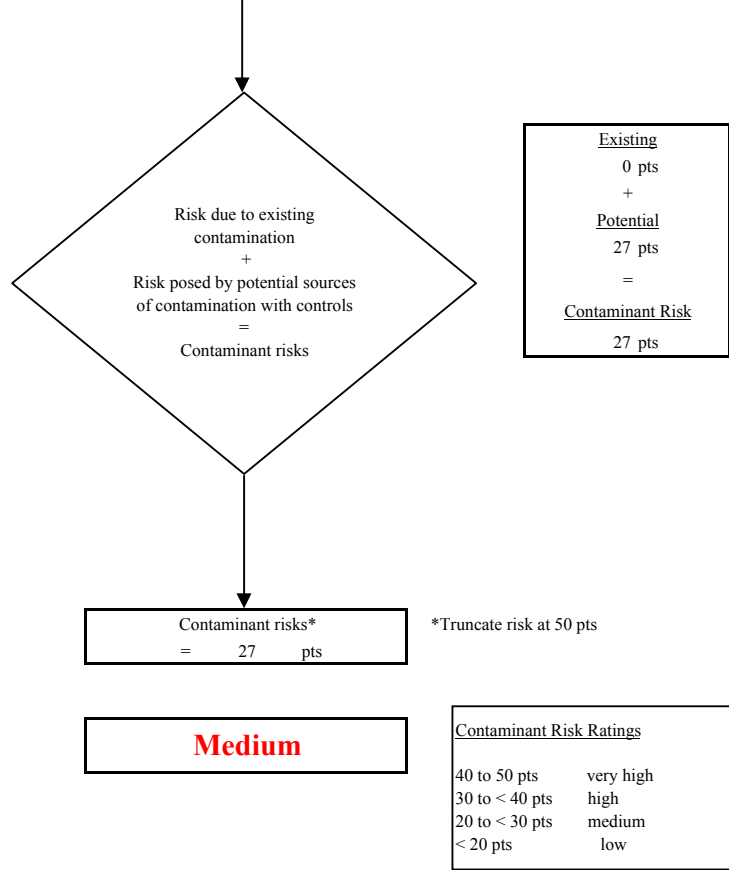 Risk due to existing
contamination
+
Risk posed by potential sources
of contamination with controls
=
Contaminant risks
Existing
0 pts
+
Potential
27 pts
=
Contaminant Risk
27 pts
Contaminant risks*
= 27 pts
*Truncate risk at 50 pts
Medium
Contaminant Risk Ratings
40 to 50 pts very high
30 to < 40 pts high
20 to < 30 pts medium
< 20 pts low